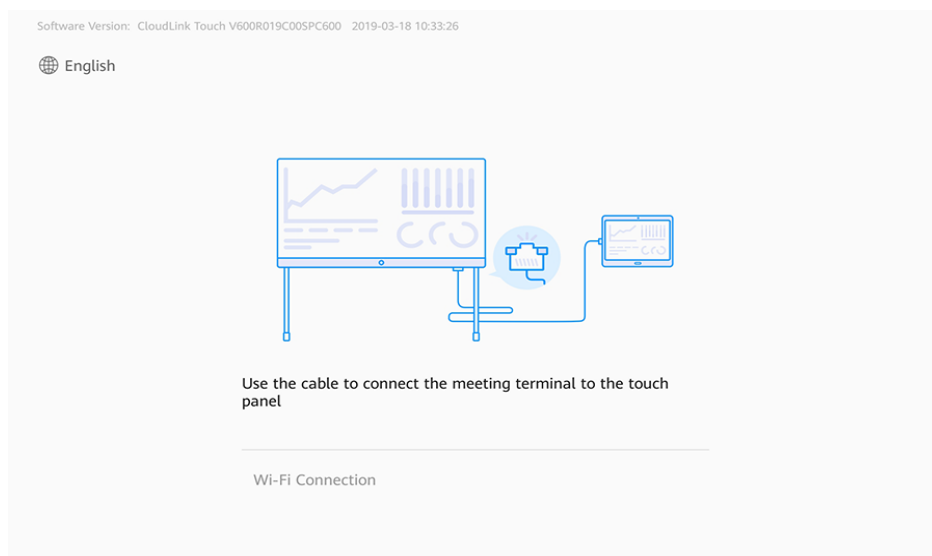 Software Version: CloudLink Touch V600R019C00SPC600 2019-03-18 10:33:26
English
Use the cable to connect the meeting terminal to the touch
panel
Wi-Fi Connection